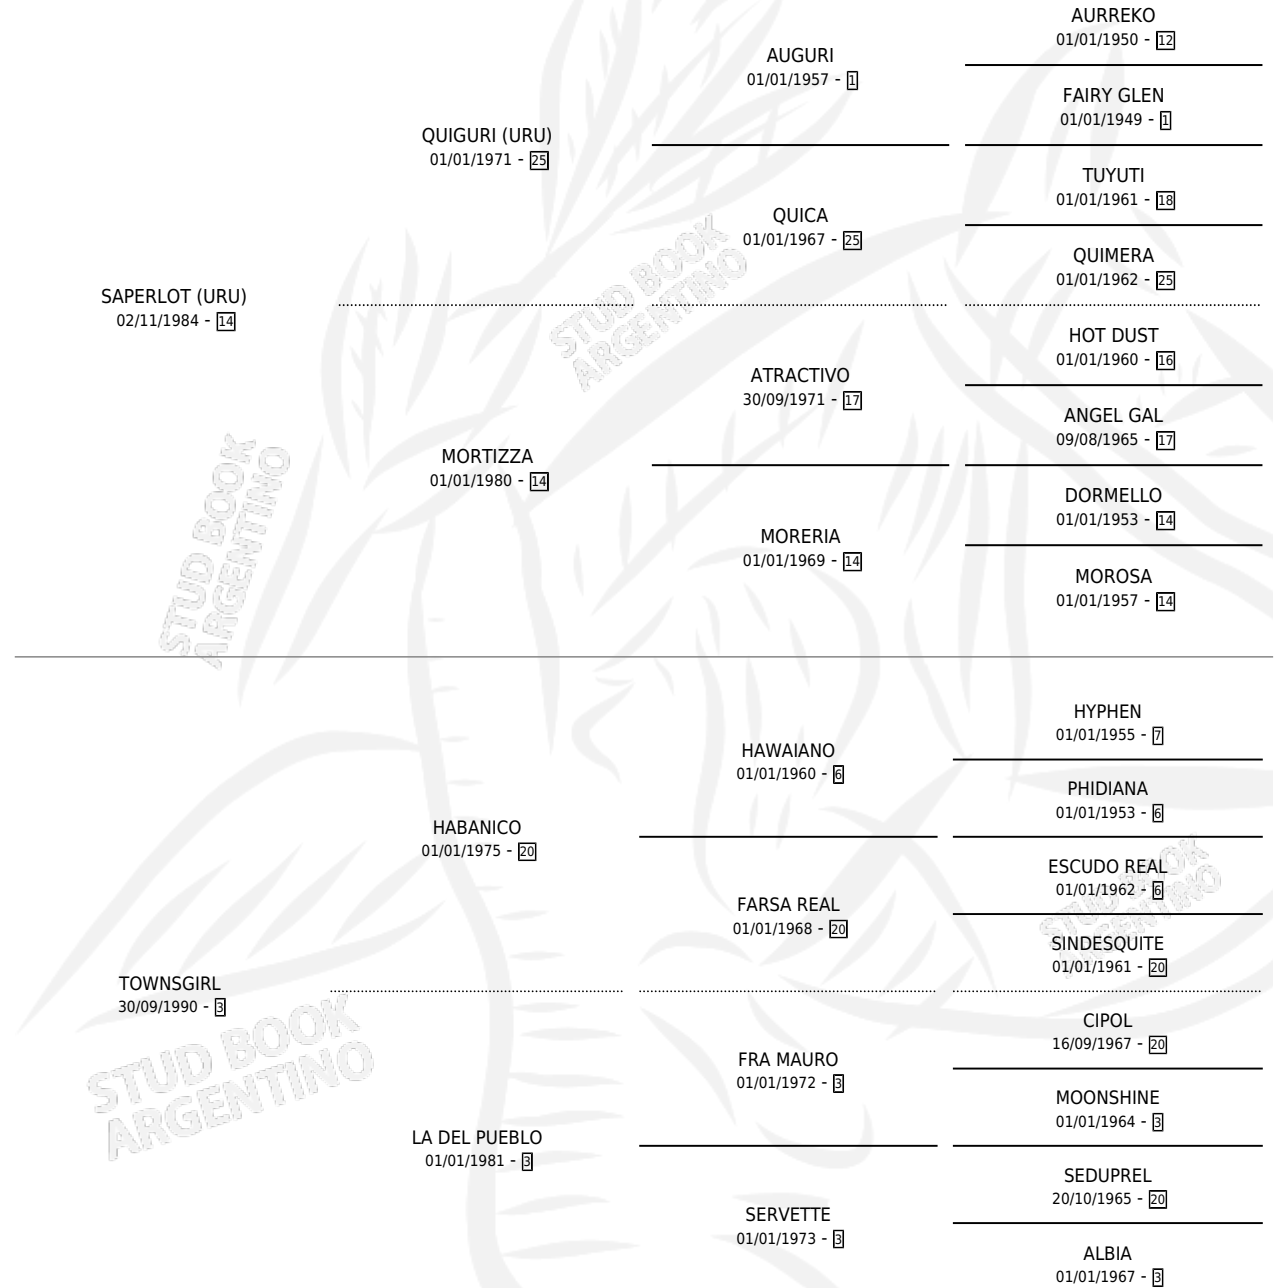 AURREKO
01/01/1950 - 12
AUGURI
01/01/1957 - 1
FAIRY GLEN
01/01/1949 - 1
QUIGURI (URU)
01/01/1971 - 25
TUYUTI
01/01/1961 - 18
QUICA
01/01/1967 - 25
QUIMERA
01/01/1962 - 25
SAPERLOT (URU)
02/11/1984 - 14
HOT DUST
01/01/1960 - 16
ATRACTIVO
30/09/1971 - 17
ANGEL GAL
09/08/1965 - 17
MORTIZZA
01/01/1980 - 14
DORMELLO
01/01/1953 - 14
MORERIA
01/01/1969 - 14
MOROSA
01/01/1957 - 14
HYPHEN
01/01/1955 - 7
HAWAIANO
01/01/1960 - 6
PHIDIANA
01/01/1953 - 6
HABANICO
01/01/1975 - 20
ESCUDO REAL
01/01/1962 - 6
FARSA REAL
01/01/1968 - 20
SINDESQUITE
01/01/1961 - 20
TOWNSGIRL
30/09/1990 - 3
CIPOL
16/09/1967 - 20
FRA MAURO
01/01/1972 - 3
MOONSHINE
01/01/1964 - 3
LA DEL PUEBLO
01/01/1981 - 3
SEDUPREL
20/10/1965 - 20
SERVETTE
01/01/1973 - 3
ALBIA
01/01/1967 - 3
STUD BOOK
ARGENTINO
STUD BOOK
ARGENTINO
STUD BOOK
ARGENTINO
STUD BOOK
ARGENTINO